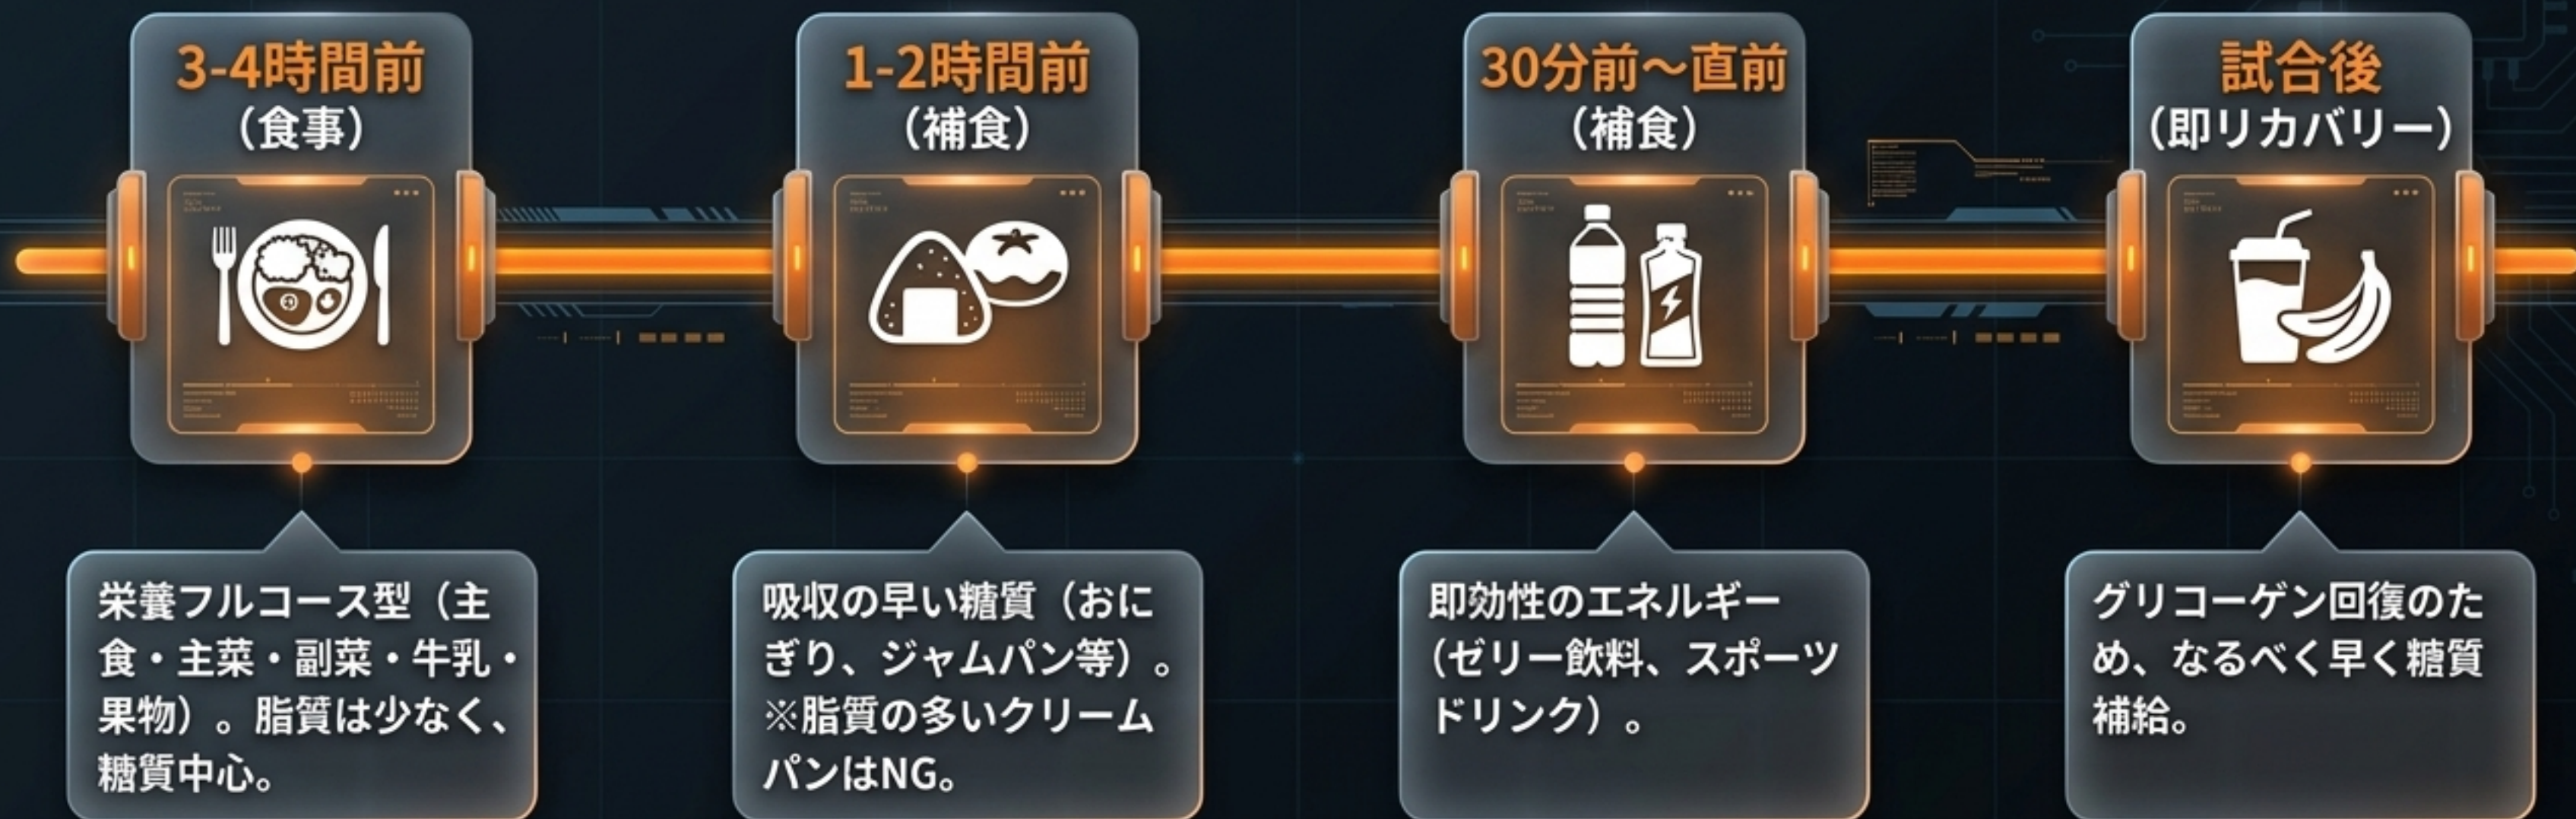 3-4時間前
（食事）
栄養フルコース型（主
食・主菜・副菜・牛乳・
果物）。脂質は少なく、
糖質中心。
1-2時間前
（補食）
吸収の早い糖質（おに
ぎり、ジャムパン等）。
※脂質の多いクリーム
パンはNG。
30分前～直前
（補食）
即効性のエネルギー
（ゼリー飲料、スポーツ
ドリンク）。
試合後
（即リカバリー）
グリコーゲン回復のた
め、なるべく早く糖質
補給。